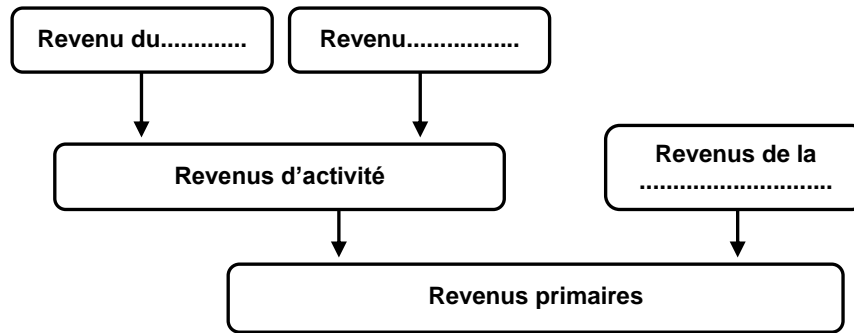 Revenu du.............
Revenu.................
Revenus d’activité
Revenus de la
.............................
Revenus primaires